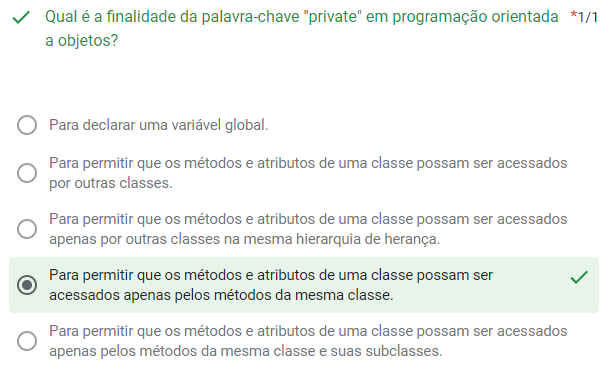 Qual é a finalidade da palavra-chave "private" em programação orientada *1/1
a objetos?
Para declarar uma variável global.
Para permitir que os métodos e atributos de uma classe possam ser acessados
por outras classes.
Para permitir que os métodos e atributos de uma classe possam ser acessados
apenas por outras classes na mesma hierarquia de herança.
Para permitir que os métodos e atributos de uma classe possam ser
acessados apenas pelos métodos da mesma classe.
Para permitir que os métodos e atributos de uma classe possam ser acessados
apenas pelos métodos da mesma classe e suas subclasses.